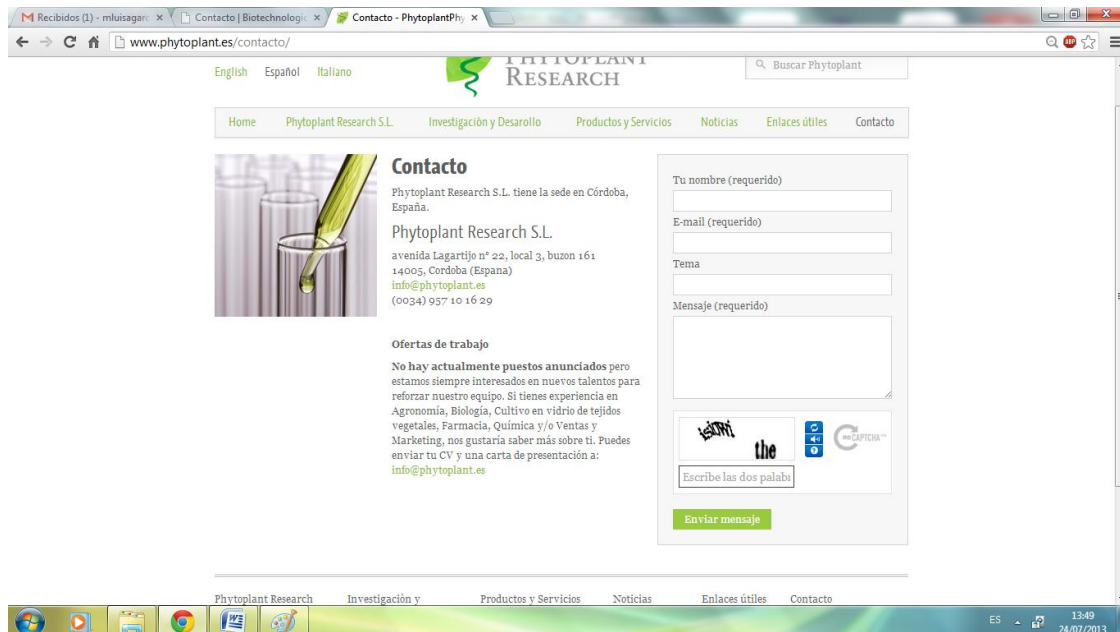 Recibidos (1) - mluisagarc
Contacto | Biotechnologic
Contacto - PhytoplantPhy
www.phytoplant.es/contacto/
English Español Italiano
PHYTOPLANT
RESEARCH
Buscar Phytoplant
Home Phytoplant Research S.L. Investigación y Desarollo Productos y Servicios Noticias Enlaces útiles Contacto
Contacto
Phytoplant Research S.L. tiene la sede en Córdoba,
España.
Phytoplant Research S.L.
avenida Lagartijo nº 22, local 3, buzon 161
14005, Cordoba (Espana)
info@phytoplant.es
(0034) 957 10 16 29
Ofertas de trabajo
No hay actualmente puestos anunciados pero
estamos siempre interesados en nuevos talentos para
reforzar nuestro equipo. Si tienes experiencia en
Agronomía, Biología, Cultivo en vidrio de tejidos
vegetales, Farmacia, Química y/o Ventas y
Marketing, nos gustaría saber más sobre ti. Puedes
enviar tu CV y una carta de presentación a:
info@phytoplant.es
Tu nombre (requerido)
E-mail (requerido)
Tema
Mensaje (requerido)
the
reCAPTCHA™
Escribe las dos palabr
Enviar mensaje
Phytoplant Research Investigación y Productos y Servicios Noticias Enlaces útiles Contacto
ES
13:49
24/07/2013